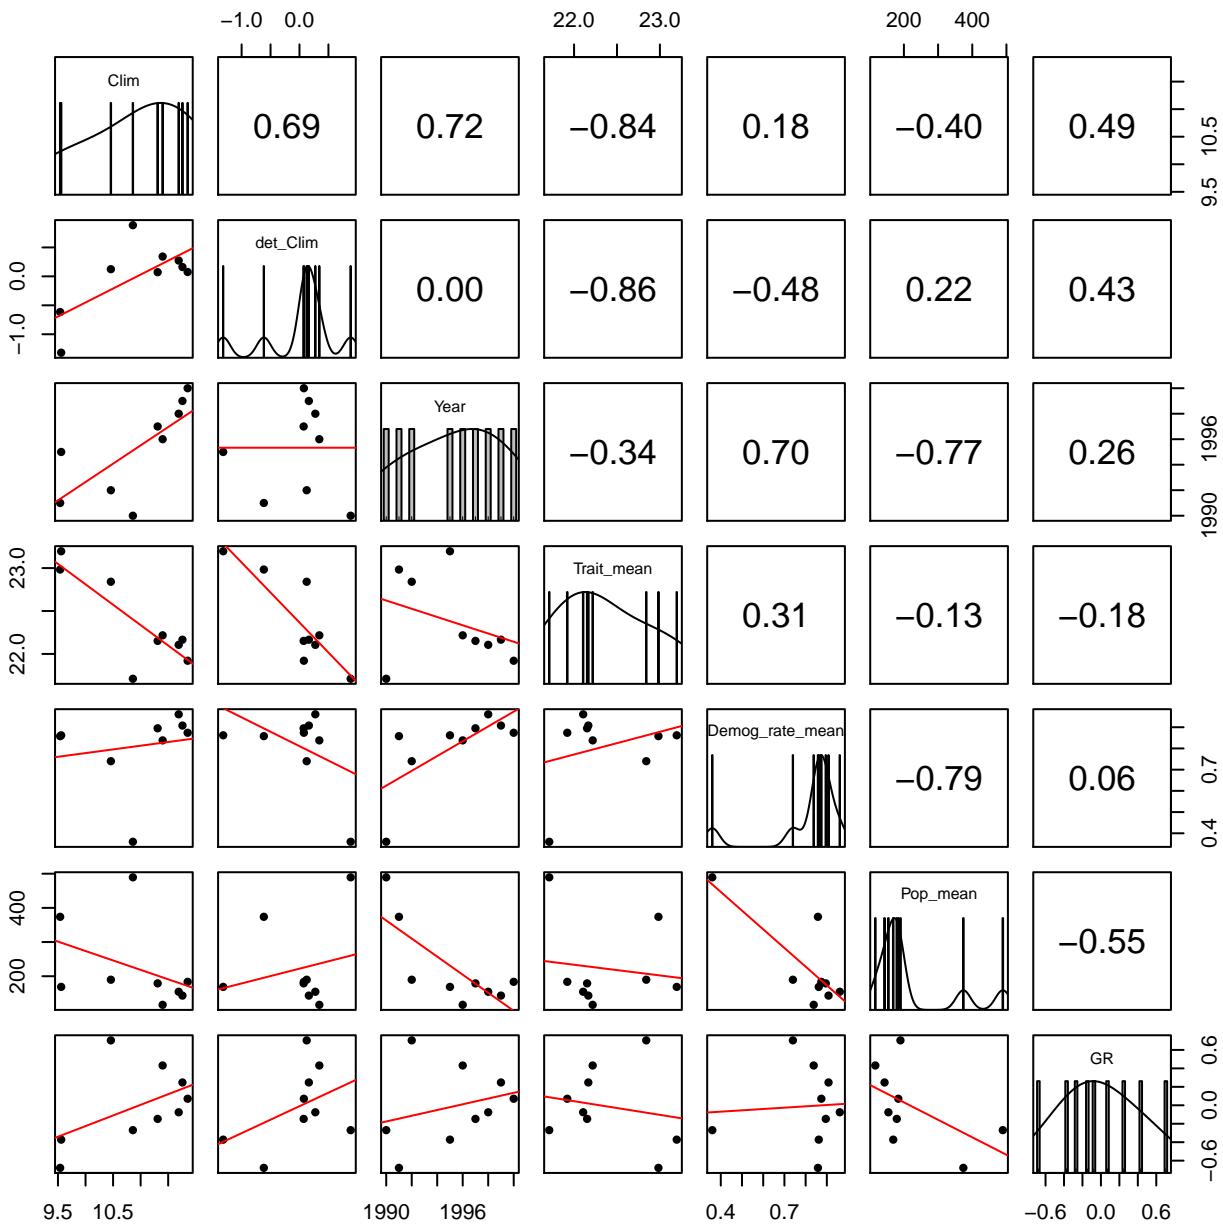 −1.0 0.0 22.0 23.0 200 400
Clim 0.69 0.72 −0.84 0.18 −0.40 0.49 9.5 10.5
−1.0 0.0 det_Clim 0.00 −0.86 −0.48 0.22 0.43
Year −0.34 0.70 −0.77 0.26 1990 1996
22.0 23.0 Trait_mean 0.31 −0.13 −0.18
Demog_rate_mean −0.79 0.06 0.4 0.7
200 400 Pop_mean −0.55
GR −0.6 0.0 0.6
9.5 10.5 1990 1996 0.4 0.7 −0.6 0.0 0.6